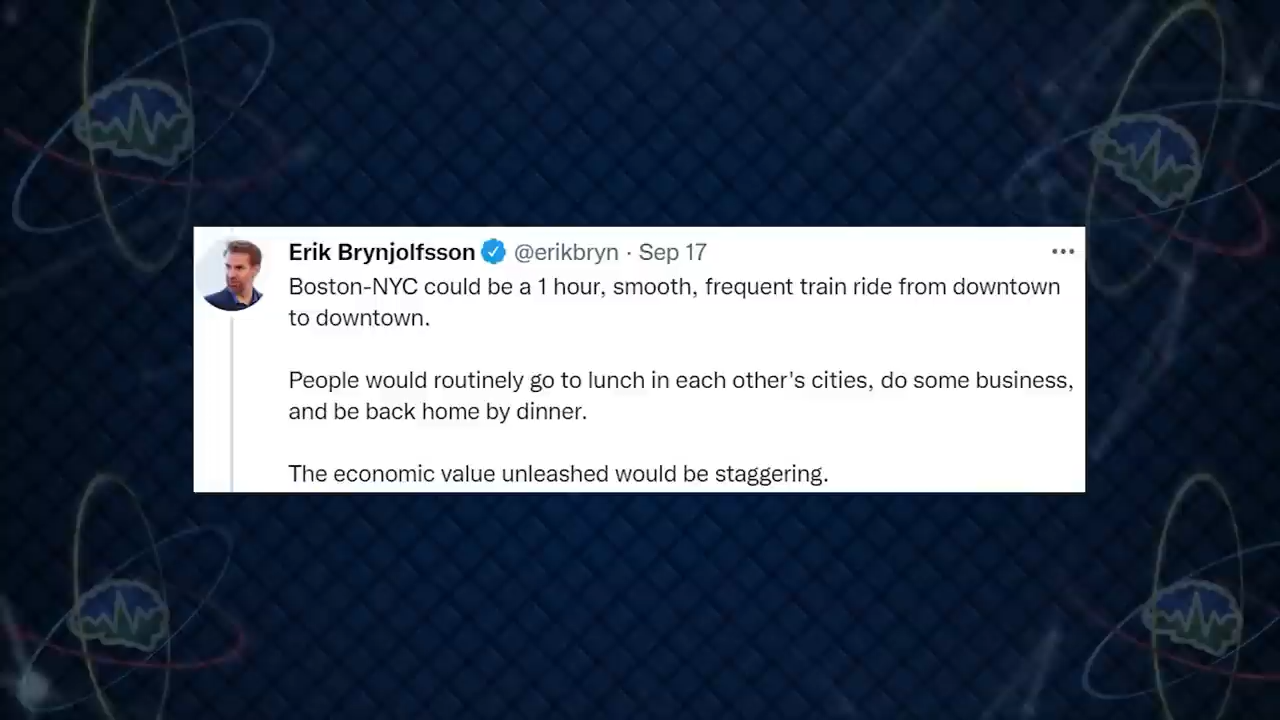 Erik Brynjolfsson @erikbryn · Sep 17
Boston-NYC could be a 1 hour, smooth, frequent train ride from downtown
to downtown.
People would routinely go to lunch in each other's cities, do some business,
and be back home by dinner.
The economic value unleashed would be staggering.